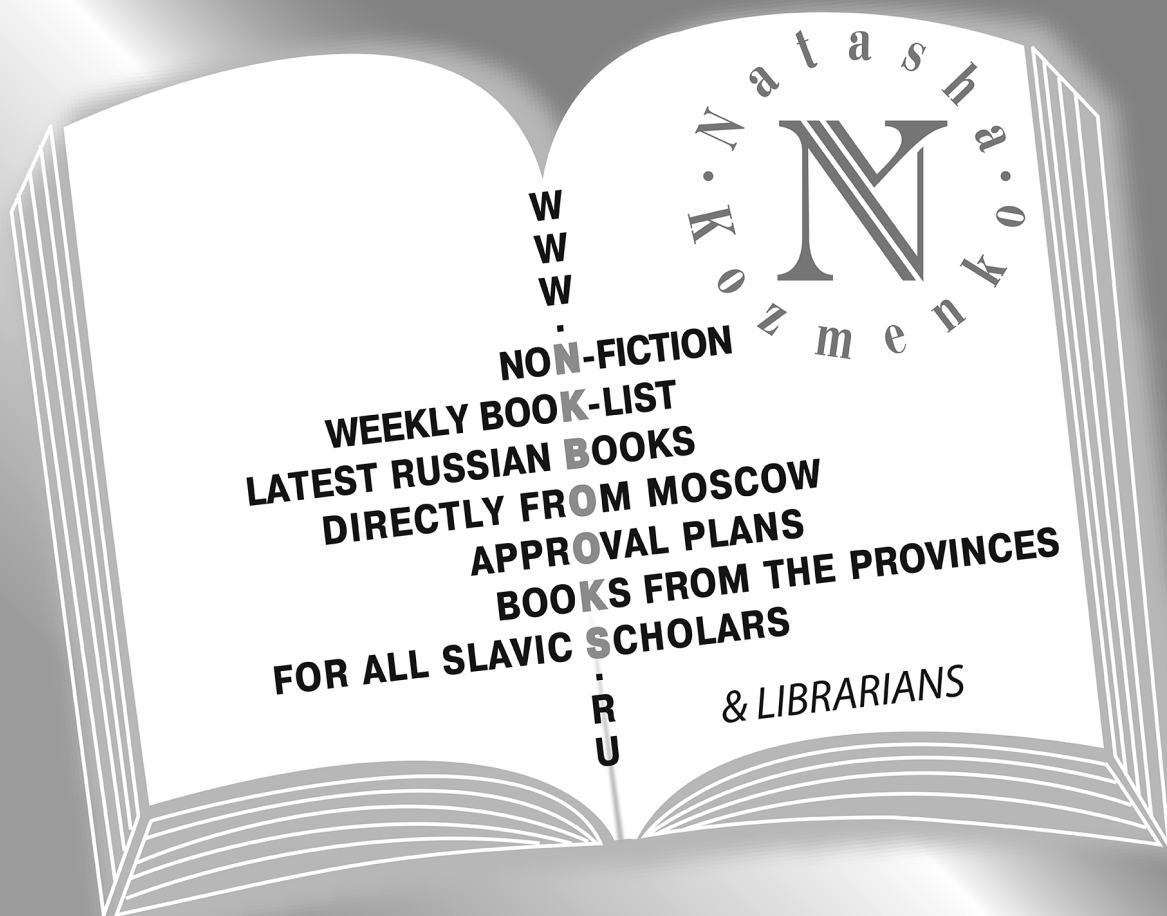 Natasha · Kozmenko ·
N
W
W
W
.
NON-FICTION
WEEKLY BOOK-LIST
LATEST RUSSIAN BOOKS
DIRECTLY FROM MOSCOW
APPROVAL PLANS
BOOKS FROM THE PROVINCES
FOR ALL SLAVIC SCHOLARS
.
R
& LIBRARIANS
U